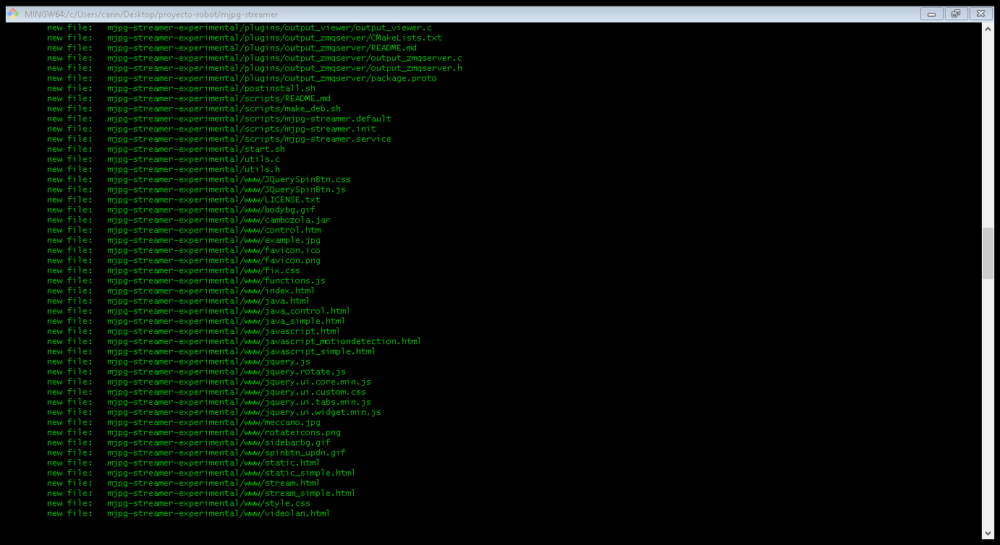 MINGW64:/c/Users/carin/Desktop/proyecto-robot/mjpg-streamer
new file:   mjpg-streamer-experimental/plugins/output_viewer/output_viewer.c
new file:   mjpg-streamer-experimental/plugins/output_zmqserver/CMakeLists.txt
new file:   mjpg-streamer-experimental/plugins/output_zmqserver/README.md
new file:   mjpg-streamer-experimental/plugins/output_zmqserver/output_zmqserver.c
new file:   mjpg-streamer-experimental/plugins/output_zmqserver/output_zmqserver.h
new file:   mjpg-streamer-experimental/plugins/output_zmqserver/package.proto
new file:   mjpg-streamer-experimental/postinstall.sh
new file:   mjpg-streamer-experimental/scripts/README.md
new file:   mjpg-streamer-experimental/scripts/make_deb.sh
new file:   mjpg-streamer-experimental/scripts/mjpg-streamer.default
new file:   mjpg-streamer-experimental/scripts/mjpg-streamer.init
new file:   mjpg-streamer-experimental/scripts/mjpg-streamer.service
new file:   mjpg-streamer-experimental/start.sh
new file:   mjpg-streamer-experimental/utils.c
new file:   mjpg-streamer-experimental/utils.h
new file:   mjpg-streamer-experimental/www/JQuerySpinBtn.css
new file:   mjpg-streamer-experimental/www/JQuerySpinBtn.js
new file:   mjpg-streamer-experimental/www/LICENSE.txt
new file:   mjpg-streamer-experimental/www/bodybg.gif
new file:   mjpg-streamer-experimental/www/cambozola.jar
new file:   mjpg-streamer-experimental/www/control.htm
new file:   mjpg-streamer-experimental/www/example.jpg
new file:   mjpg-streamer-experimental/www/favicon.ico
new file:   mjpg-streamer-experimental/www/favicon.png
new file:   mjpg-streamer-experimental/www/fix.css
new file:   mjpg-streamer-experimental/www/functions.js
new file:   mjpg-streamer-experimental/www/index.html
new file:   mjpg-streamer-experimental/www/java.html
new file:   mjpg-streamer-experimental/www/java_control.html
new file:   mjpg-streamer-experimental/www/java_simple.html
new file:   mjpg-streamer-experimental/www/javascript.html
new file:   mjpg-streamer-experimental/www/javascript_motiondetection.html
new file:   mjpg-streamer-experimental/www/javascript_simple.html
new file:   mjpg-streamer-experimental/www/jquery.js
new file:   mjpg-streamer-experimental/www/jquery.rotate.js
new file:   mjpg-streamer-experimental/www/jquery.ui.core.min.js
new file:   mjpg-streamer-experimental/www/jquery.ui.custom.css
new file:   mjpg-streamer-experimental/www/jquery.ui.tabs.min.js
new file:   mjpg-streamer-experimental/www/jquery.ui.widget.min.js
new file:   mjpg-streamer-experimental/www/meccano.jpg
new file:   mjpg-streamer-experimental/www/rotateicons.png
new file:   mjpg-streamer-experimental/www/sidebarbg.gif
new file:   mjpg-streamer-experimental/www/spinbtn_updn.gif
new file:   mjpg-streamer-experimental/www/static.html
new file:   mjpg-streamer-experimental/www/static_simple.html
new file:   mjpg-streamer-experimental/www/stream.html
new file:   mjpg-streamer-experimental/www/stream_simple.html
new file:   mjpg-streamer-experimental/www/style.css
new file:   mjpg-streamer-experimental/www/videolan.html